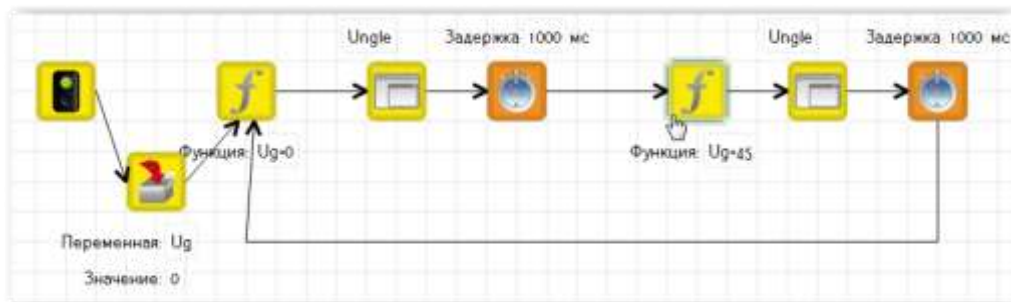 Ungle
Задержка 1000 мс
Ungle
Задержка 1000 мс
Функция: Ug=0
Функция: Ug=45
Переменная: Ug
Значение: 0